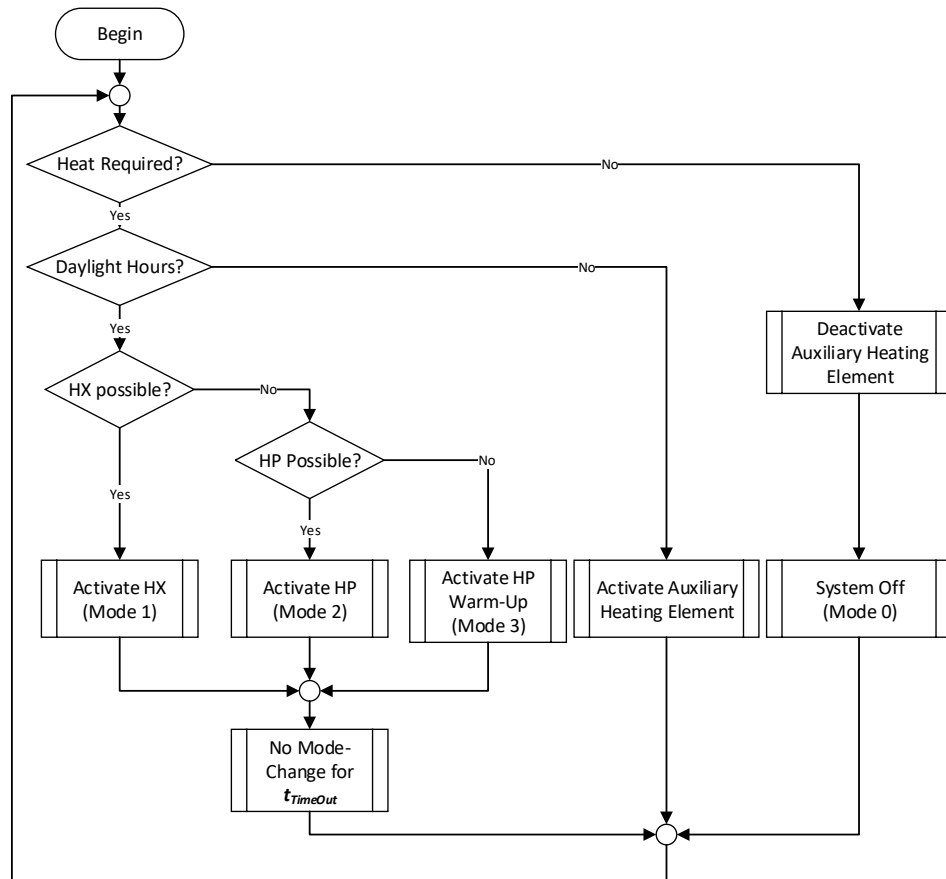 Begin
Heat Required?
No
Yes
Daylight Hours?
No
Yes
Deactivate
Auxiliary Heating
Element
HX possible?
No
HP Possible?
No
Yes
Yes
Activate HX
(Mode 1)
Activate HP
(Mode 2)
Activate HP
Warm-Up
(Mode 3)
Activate Auxiliary
Heating Element
System Off
(Mode 0)
No Mode-
Change for
tTimeOut